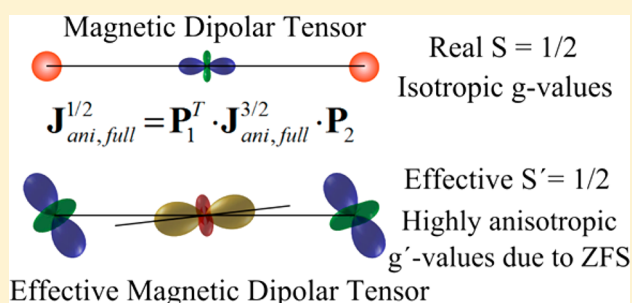 Magnetic Dipolar Tensor
Real S = 1/2
Isotropic g-values
J^{1/2}_{ani, full} = P_1^T · J^{3/2}_{ani, full} · P_2
Effective S´= 1/2
Highly anisotropic
g´-values due to ZFS
Effective Magnetic Dipolar Tensor